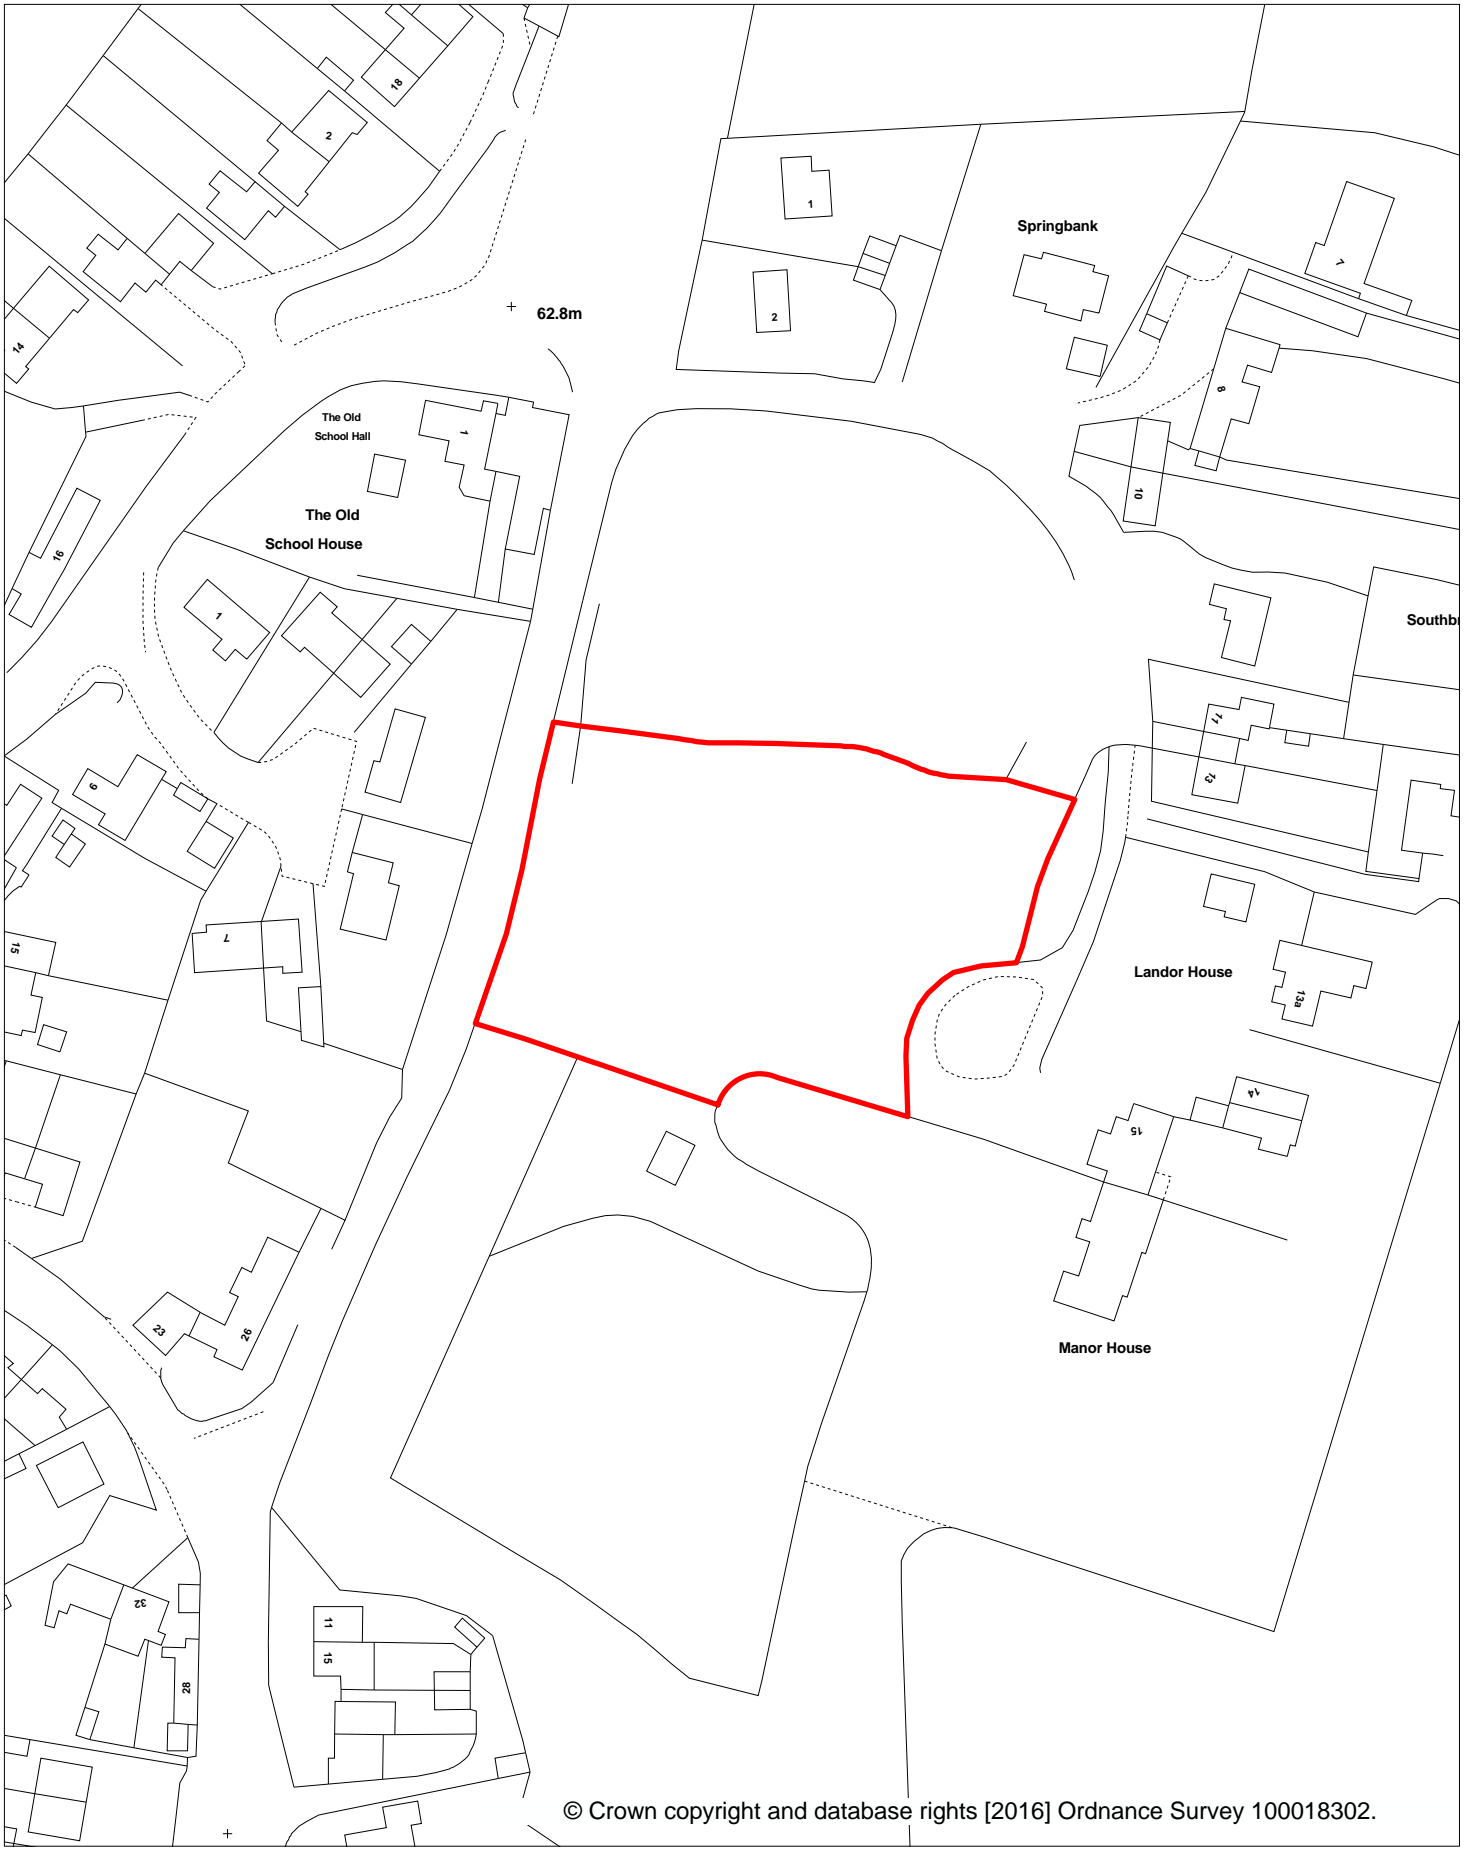 18
2
1
Springbank
7
62.8m
2
14
8
The Old
School Hall
1
10
The Old
School House
16
1
11
13
9
7
15
Landor House
13a
14
15
23
26
Manor House
32
11
15
28
© Crown copyright and database rights [2016] Ordnance Survey 100018302.